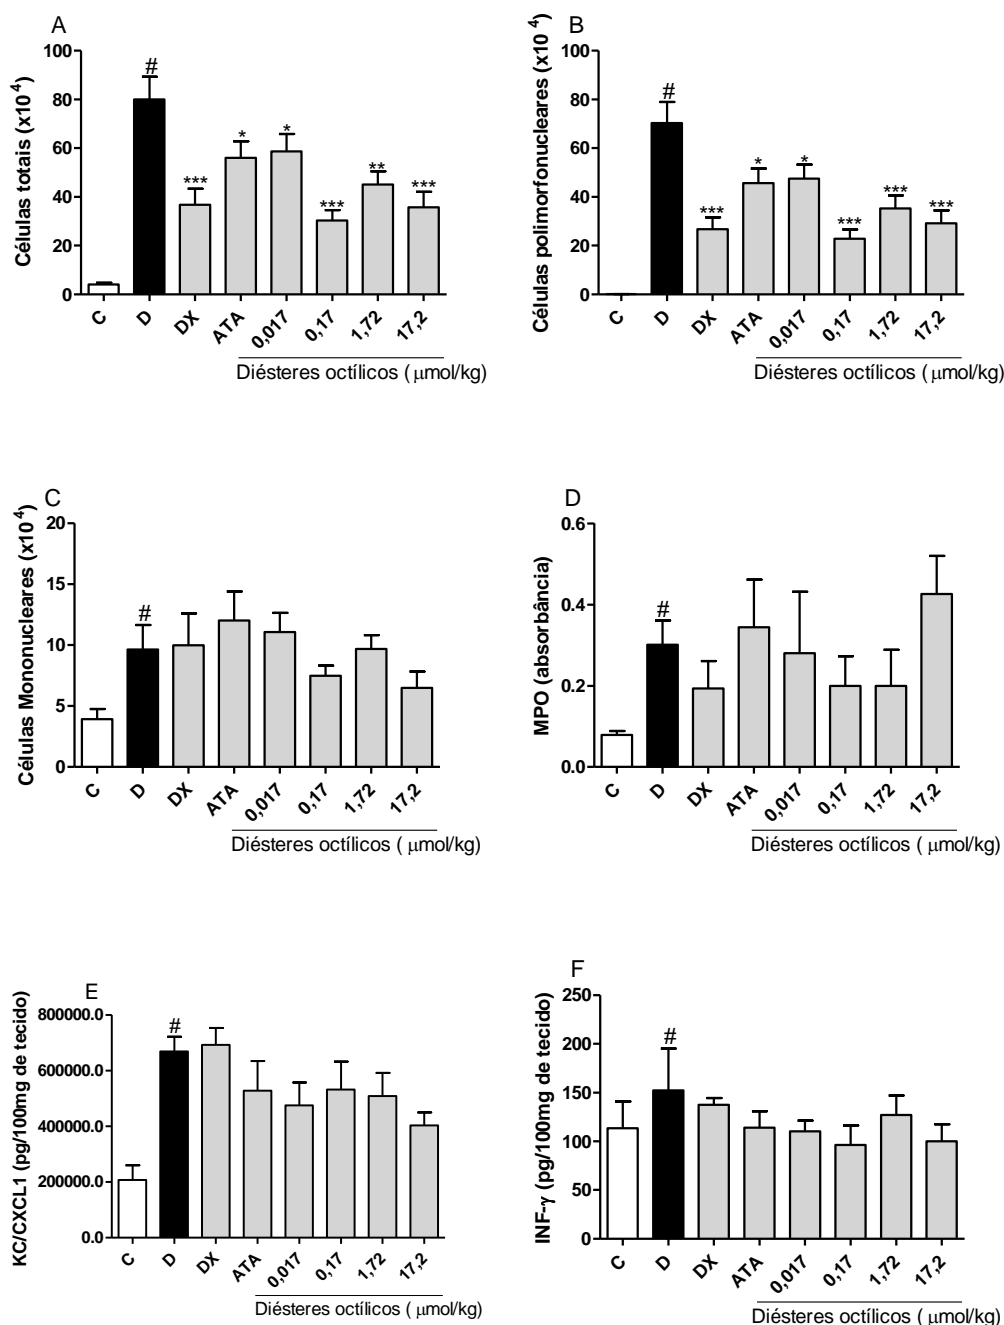 A
Células totais (x10⁴)
100
80
60
40
20
0
#
***
*
*
***
**
***
C
D
DX
ATA
0,017
0,17
1,72
17,2
Diésteres octílicos ( μmol/kg)
B
Células polimorfonucleares (x10⁴)
100
80
60
40
20
0
#
***
*
*
***
***
***
C
D
DX
ATA
0,017
0,17
1,72
17,2
Diésteres octílicos ( μmol/kg)
C
Células Mononucleares (x10⁴)
20
15
10
5
0
#
C
D
DX
ATA
0,017
0,17
1,72
17,2
Diésteres octílicos ( μmol/kg)
D
MPO (absorbância)
0.6
0.4
0.2
0.0
#
C
D
DX
ATA
0,017
0,17
1,72
17,2
Diésteres octílicos ( μmol/kg)
E
KC/CXCL1 (pg/100mg de tecido)
800000.0
600000.0
400000.0
200000.0
0.0
#
C
D
DX
ATA
0,017
0,17
1,72
17,2
Diésteres octílicos ( μmol/kg)
F
INF-γ (pg/100mg de tecido)
250
200
150
100
50
0
#
C
D
DX
ATA
0,017
0,17
1,72
17,2
Diésteres octílicos ( μmol/kg)